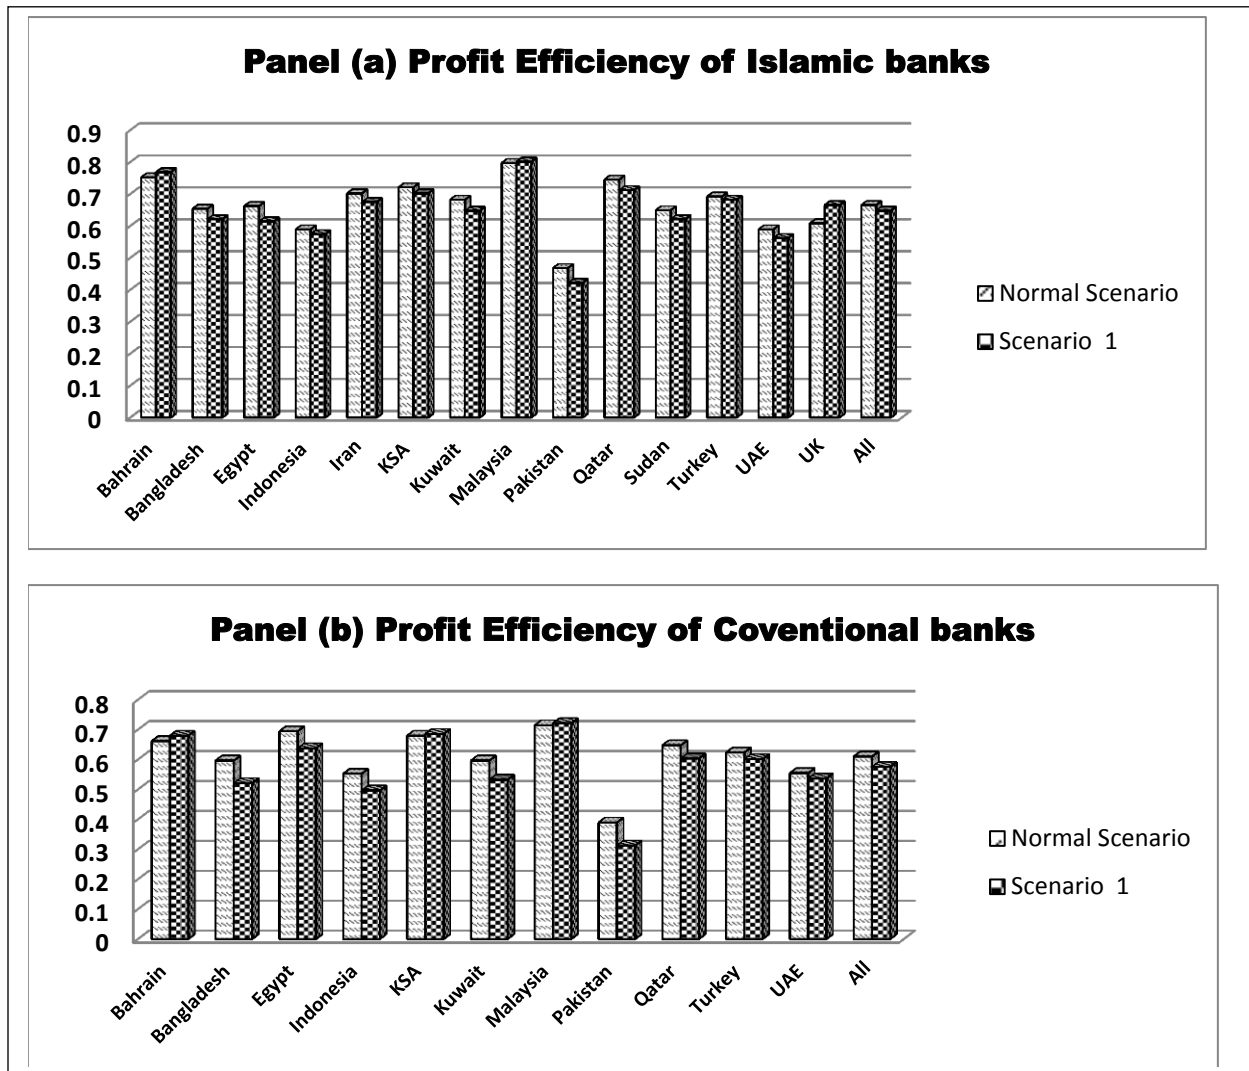 Panel (a) Profit Efficiency of Islamic banks
0.9
0.8
0.7
0.6
0.5
0.4
0.3
0.2
0.1
0
Bahrain
Bangladesh
Egypt
Indonesia
Iran
KSA
Kuwait
Malaysia
Pakistan
Qatar
Sudan
Turkey
UAE
UK
All
Normal Scenario
Scenario 1
Panel (b) Profit Efficiency of Coventional banks
0.8
0.7
0.6
0.5
0.4
0.3
0.2
0.1
0
Bahrain
Bangladesh
Egypt
Indonesia
KSA
Kuwait
Malaysia
Pakistan
Qatar
Turkey
UAE
All
Normal Scenario
Scenario 1